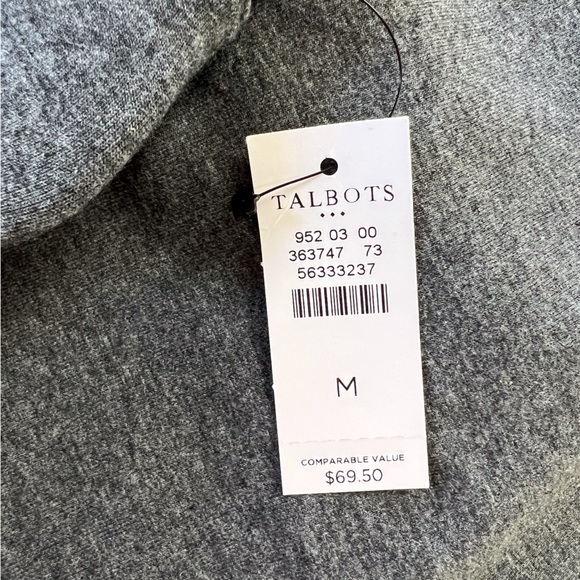 TALBOTS
952 03 00
363747 73
56333237
M
COMPARABLE VALUE
$69.50